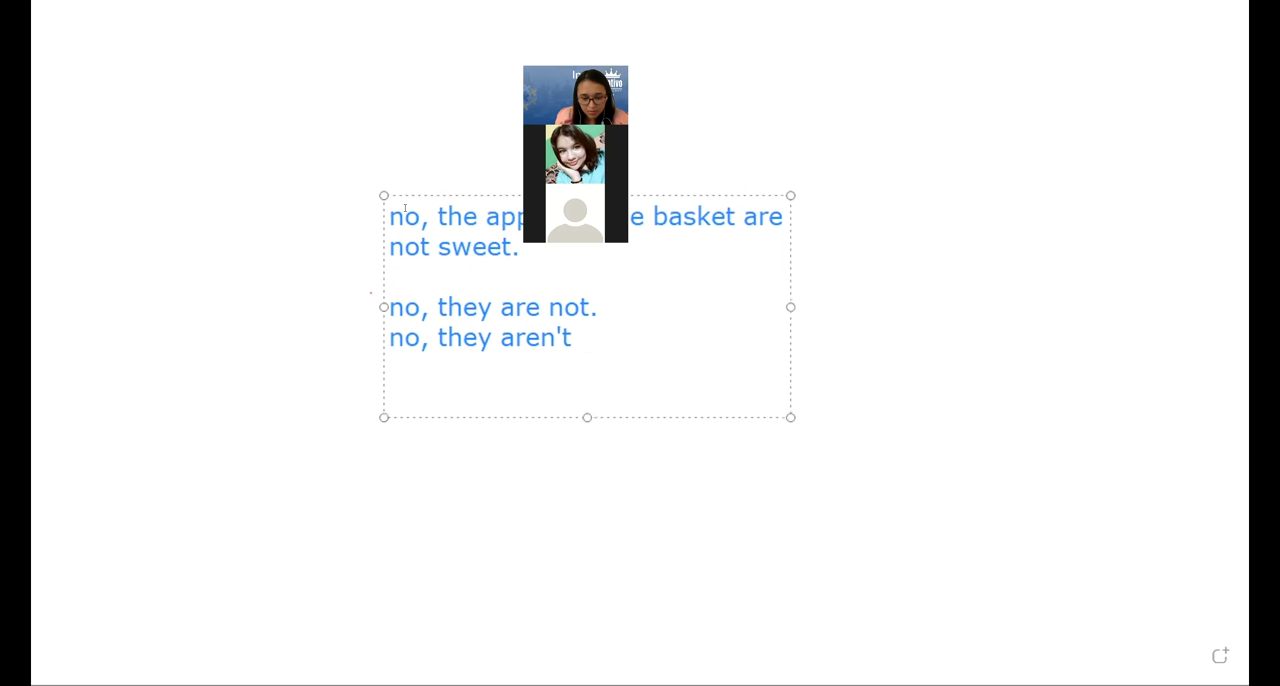 no, the app e basket are
not sweet.
no, they are not.
no, they aren't